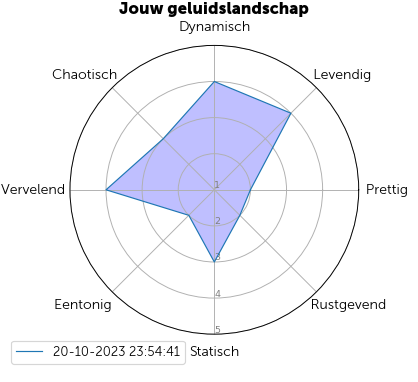 Jouw geluidslandschap
Dynamisch
Chaotisch
Levendig
Vervelend
1
Prettig
2
3
4
Eentonig
Rustgevend
5
20-10-2023 23:54:41
Statisch